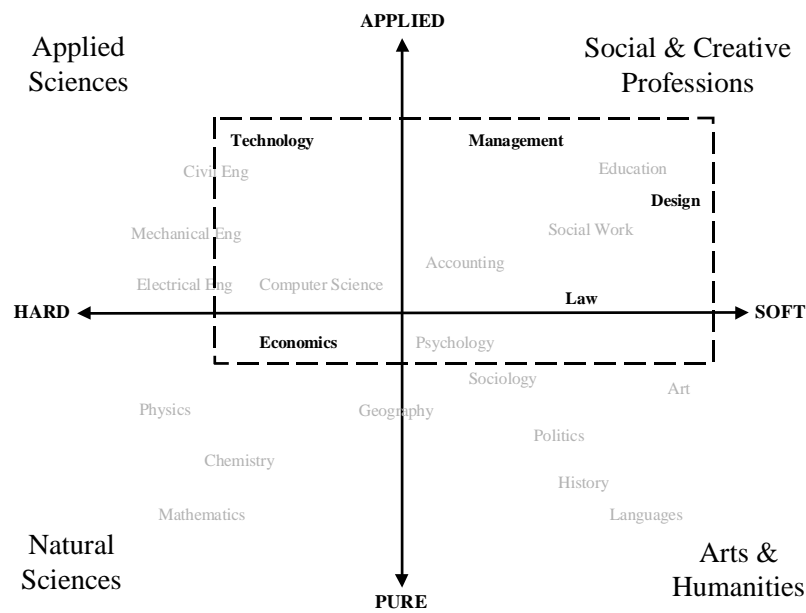 APPLIED
Applied
Sciences
Social & Creative
Professions
Technology
Management
Civil Eng
Education
Design
Mechanical Eng
Social Work
Accounting
Electrical Eng
Computer Science
Law
HARD
SOFT
Economics
Psychology
Sociology
Art
Physics
Geography
Politics
Chemistry
History
Mathematics
Languages
Natural
Sciences
Arts &
Humanities
PURE